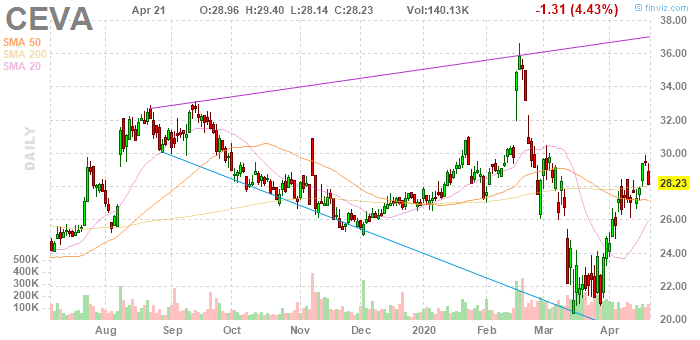 CEVA
Apr 21 O:28.96 H:29.40 L:28.14 C:28.23 Vol:140.13K -1.31 (4.43%)
© finviz.com
SMA 50
SMA 200
SMA 20
DAILY
38.00
36.00
34.00
32.00
30.00
28.23
26.00
24.00
22.00
20.00
500K
400K
300K
200K
100K
Aug Sep Oct Nov Dec 2020 Feb Mar Apr